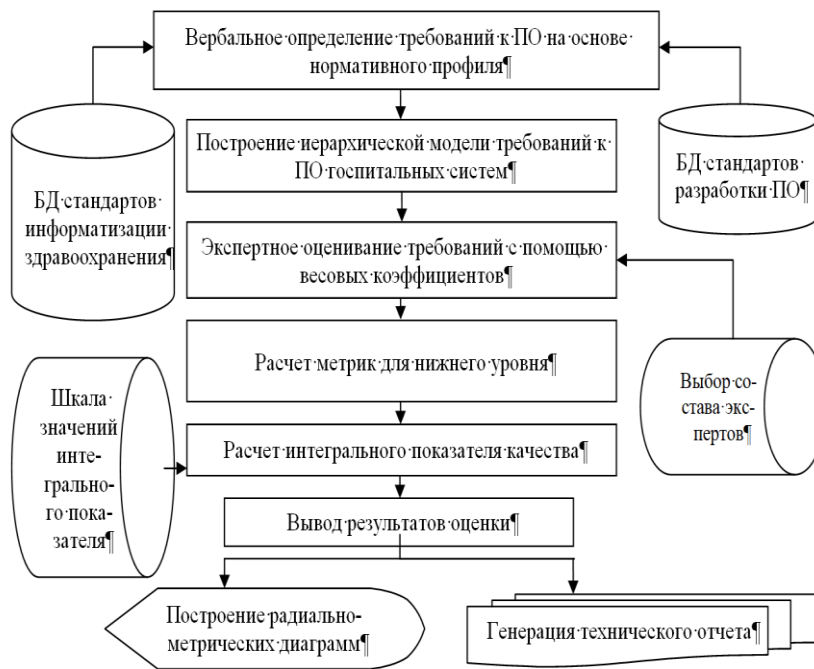 Вербальное·определение·требований·к·ПО·на·основе·
нормативного·профиля¶
Построение·иерархической·модели·требований·к·
ПО·госпитальных·систем¶
БД·стандартов·
информатизации·
здравоохранения¶
БД·стандартов·
разработки·ПО¶
Экспертное·оценивание·требований·с·помощью·
весовых·коэффициентов¶
Расчет·метрик·для·нижнего·уровня¶
Выбор·со-
става·экс-
пертов¶
Шкала·
значений·
инте-
грально-
го·пока-
зателя¶
Расчет·интегрального·показателя·качества¶
Вывод·результатов·оценки¶
Построение·радиально-
метрических·диаграмм¶
Генерация·технического·отчета¶